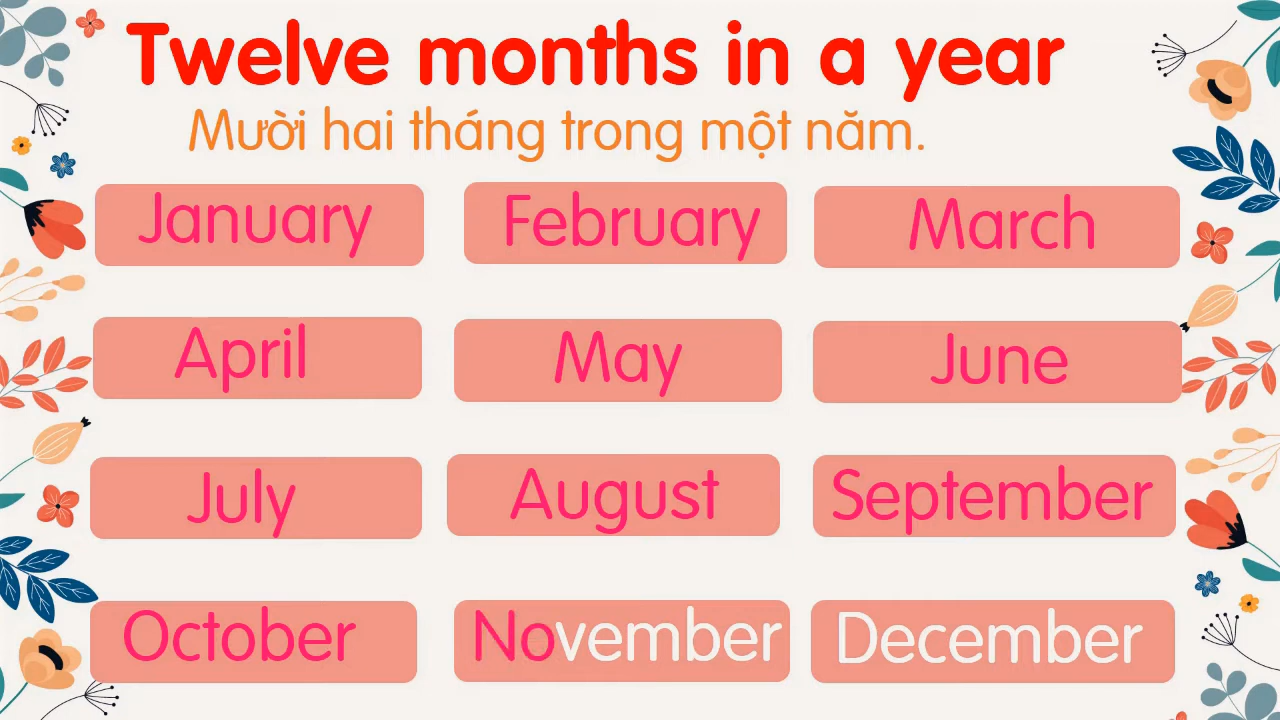 Twelve months in a year
Mười hai tháng trong một năm.
January February March
April May June
July August September
October November December